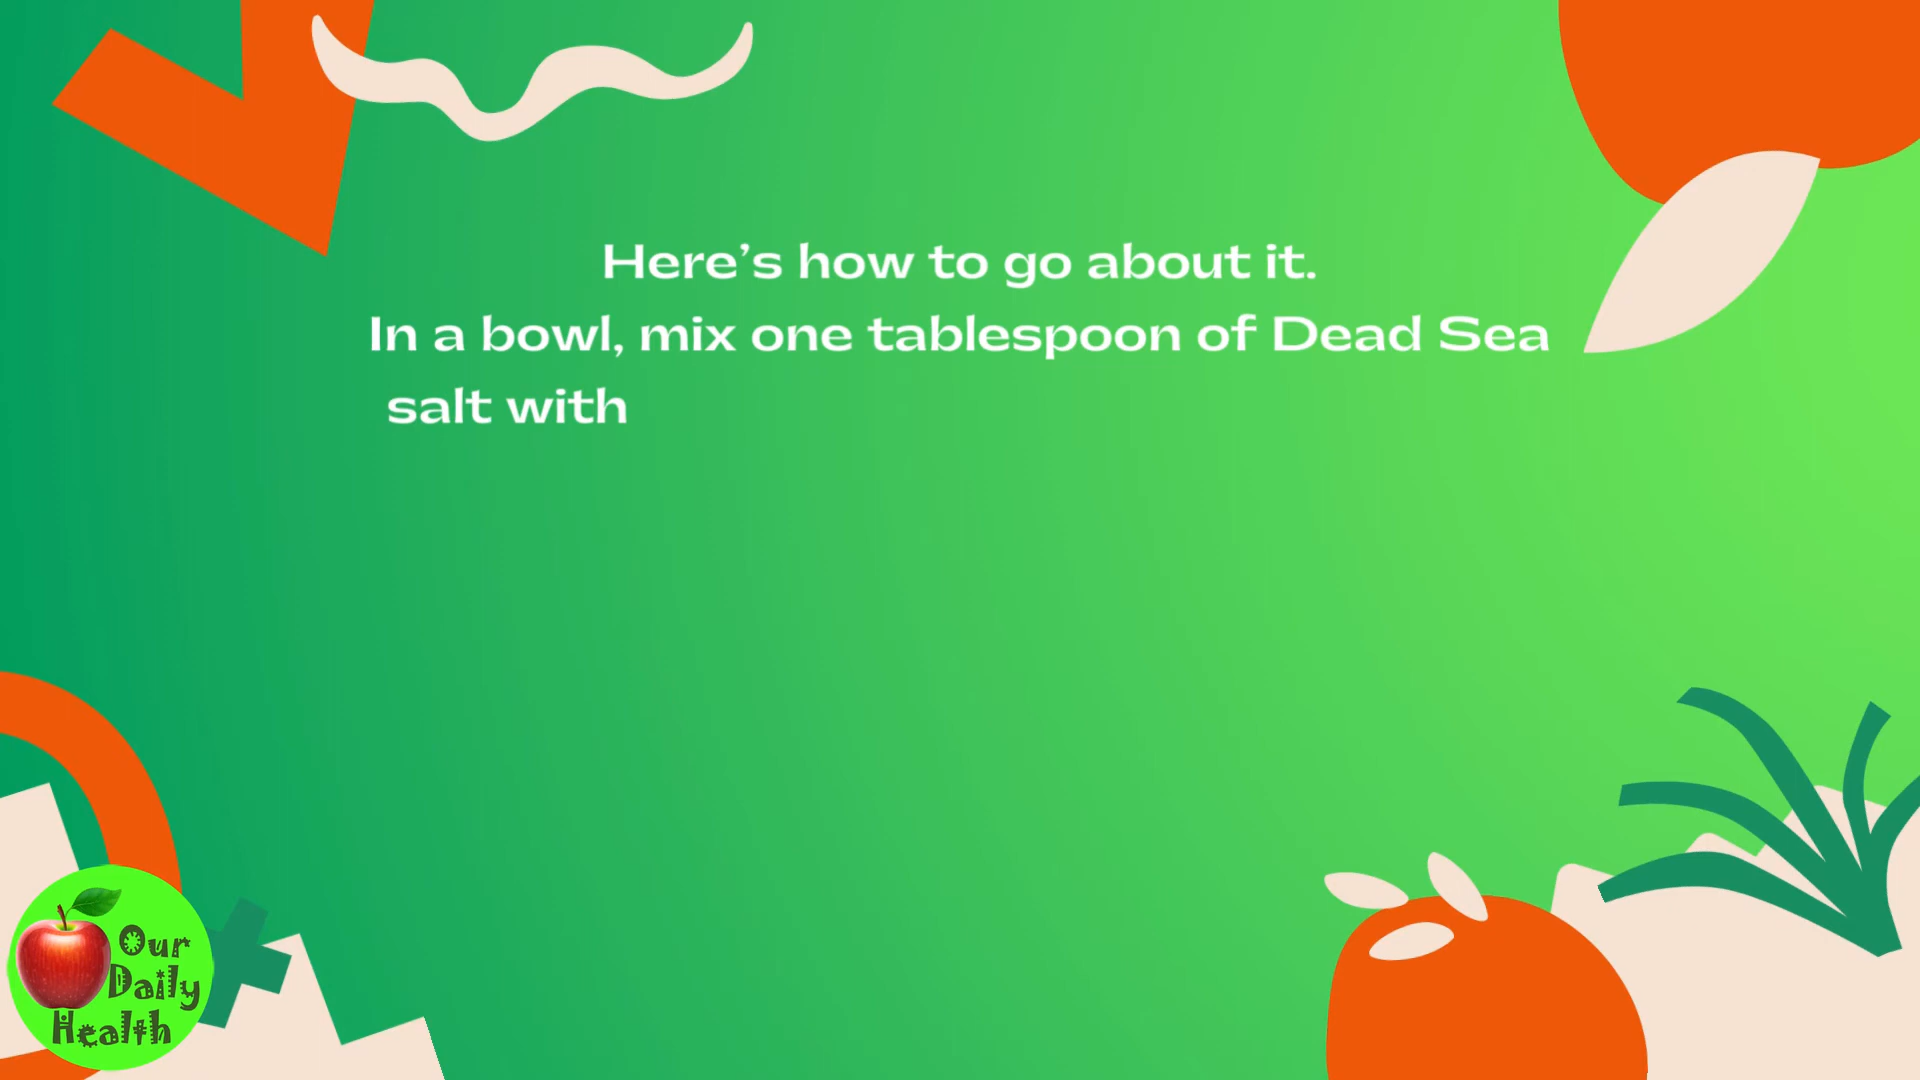 Here’s how to go about it.
In a bowl, mix one tablespoon of Dead Sea
salt with
Our
Daily
Health